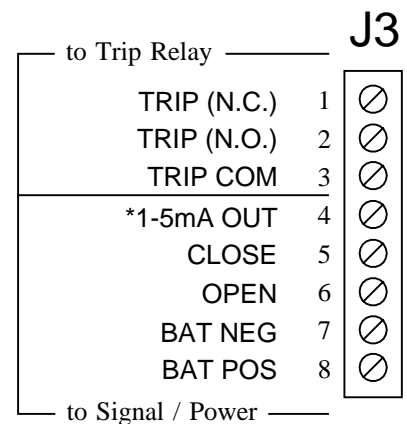 J3
to Trip Relay
TRIP (N.C.) 1
TRIP (N.O.) 2
TRIP COM 3
*1-5mA OUT 4
CLOSE 5
OPEN 6
BAT NEG 7
BAT POS 8
to Signal / Power